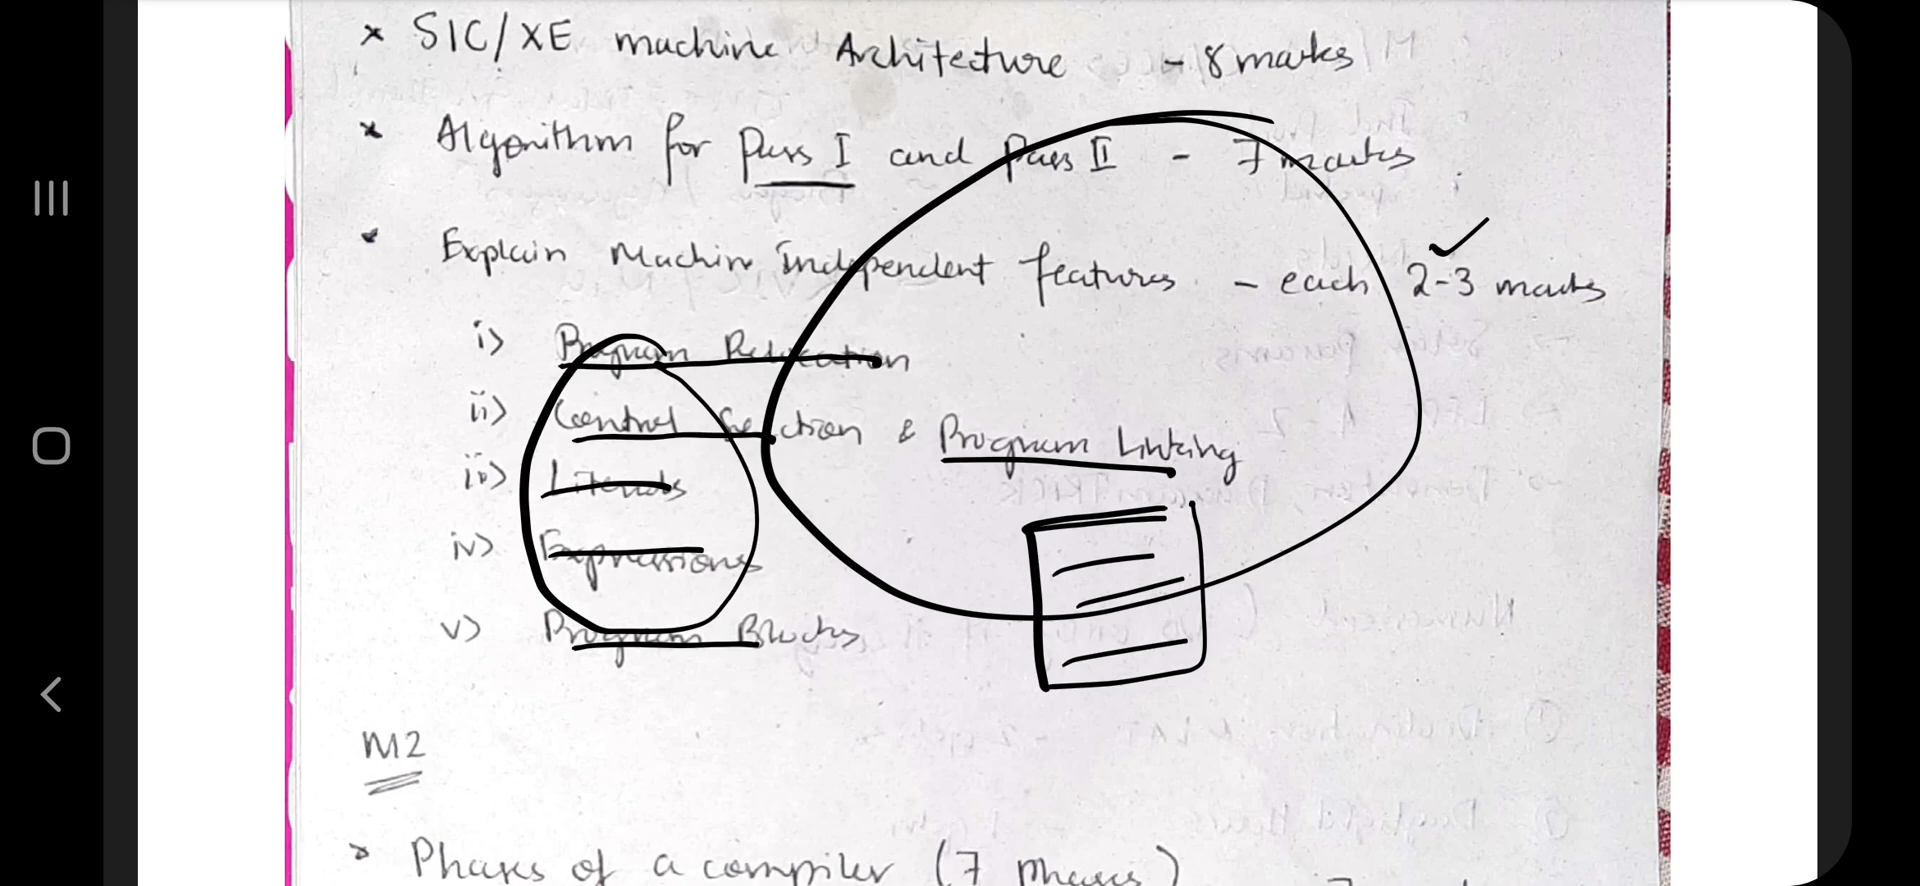 * SIC/XE machine Architecture - 8 marks
* Algorithm for Pass I and Pass II - 7 marks
* Explain Machine Independent features - each 2-3 marks
i) Program Relocation
ii) Control Section & Program Linking
iii) Literals
iv) Expressions
v) Program Blocks
M2
* Phases of a compiler (7 phases)